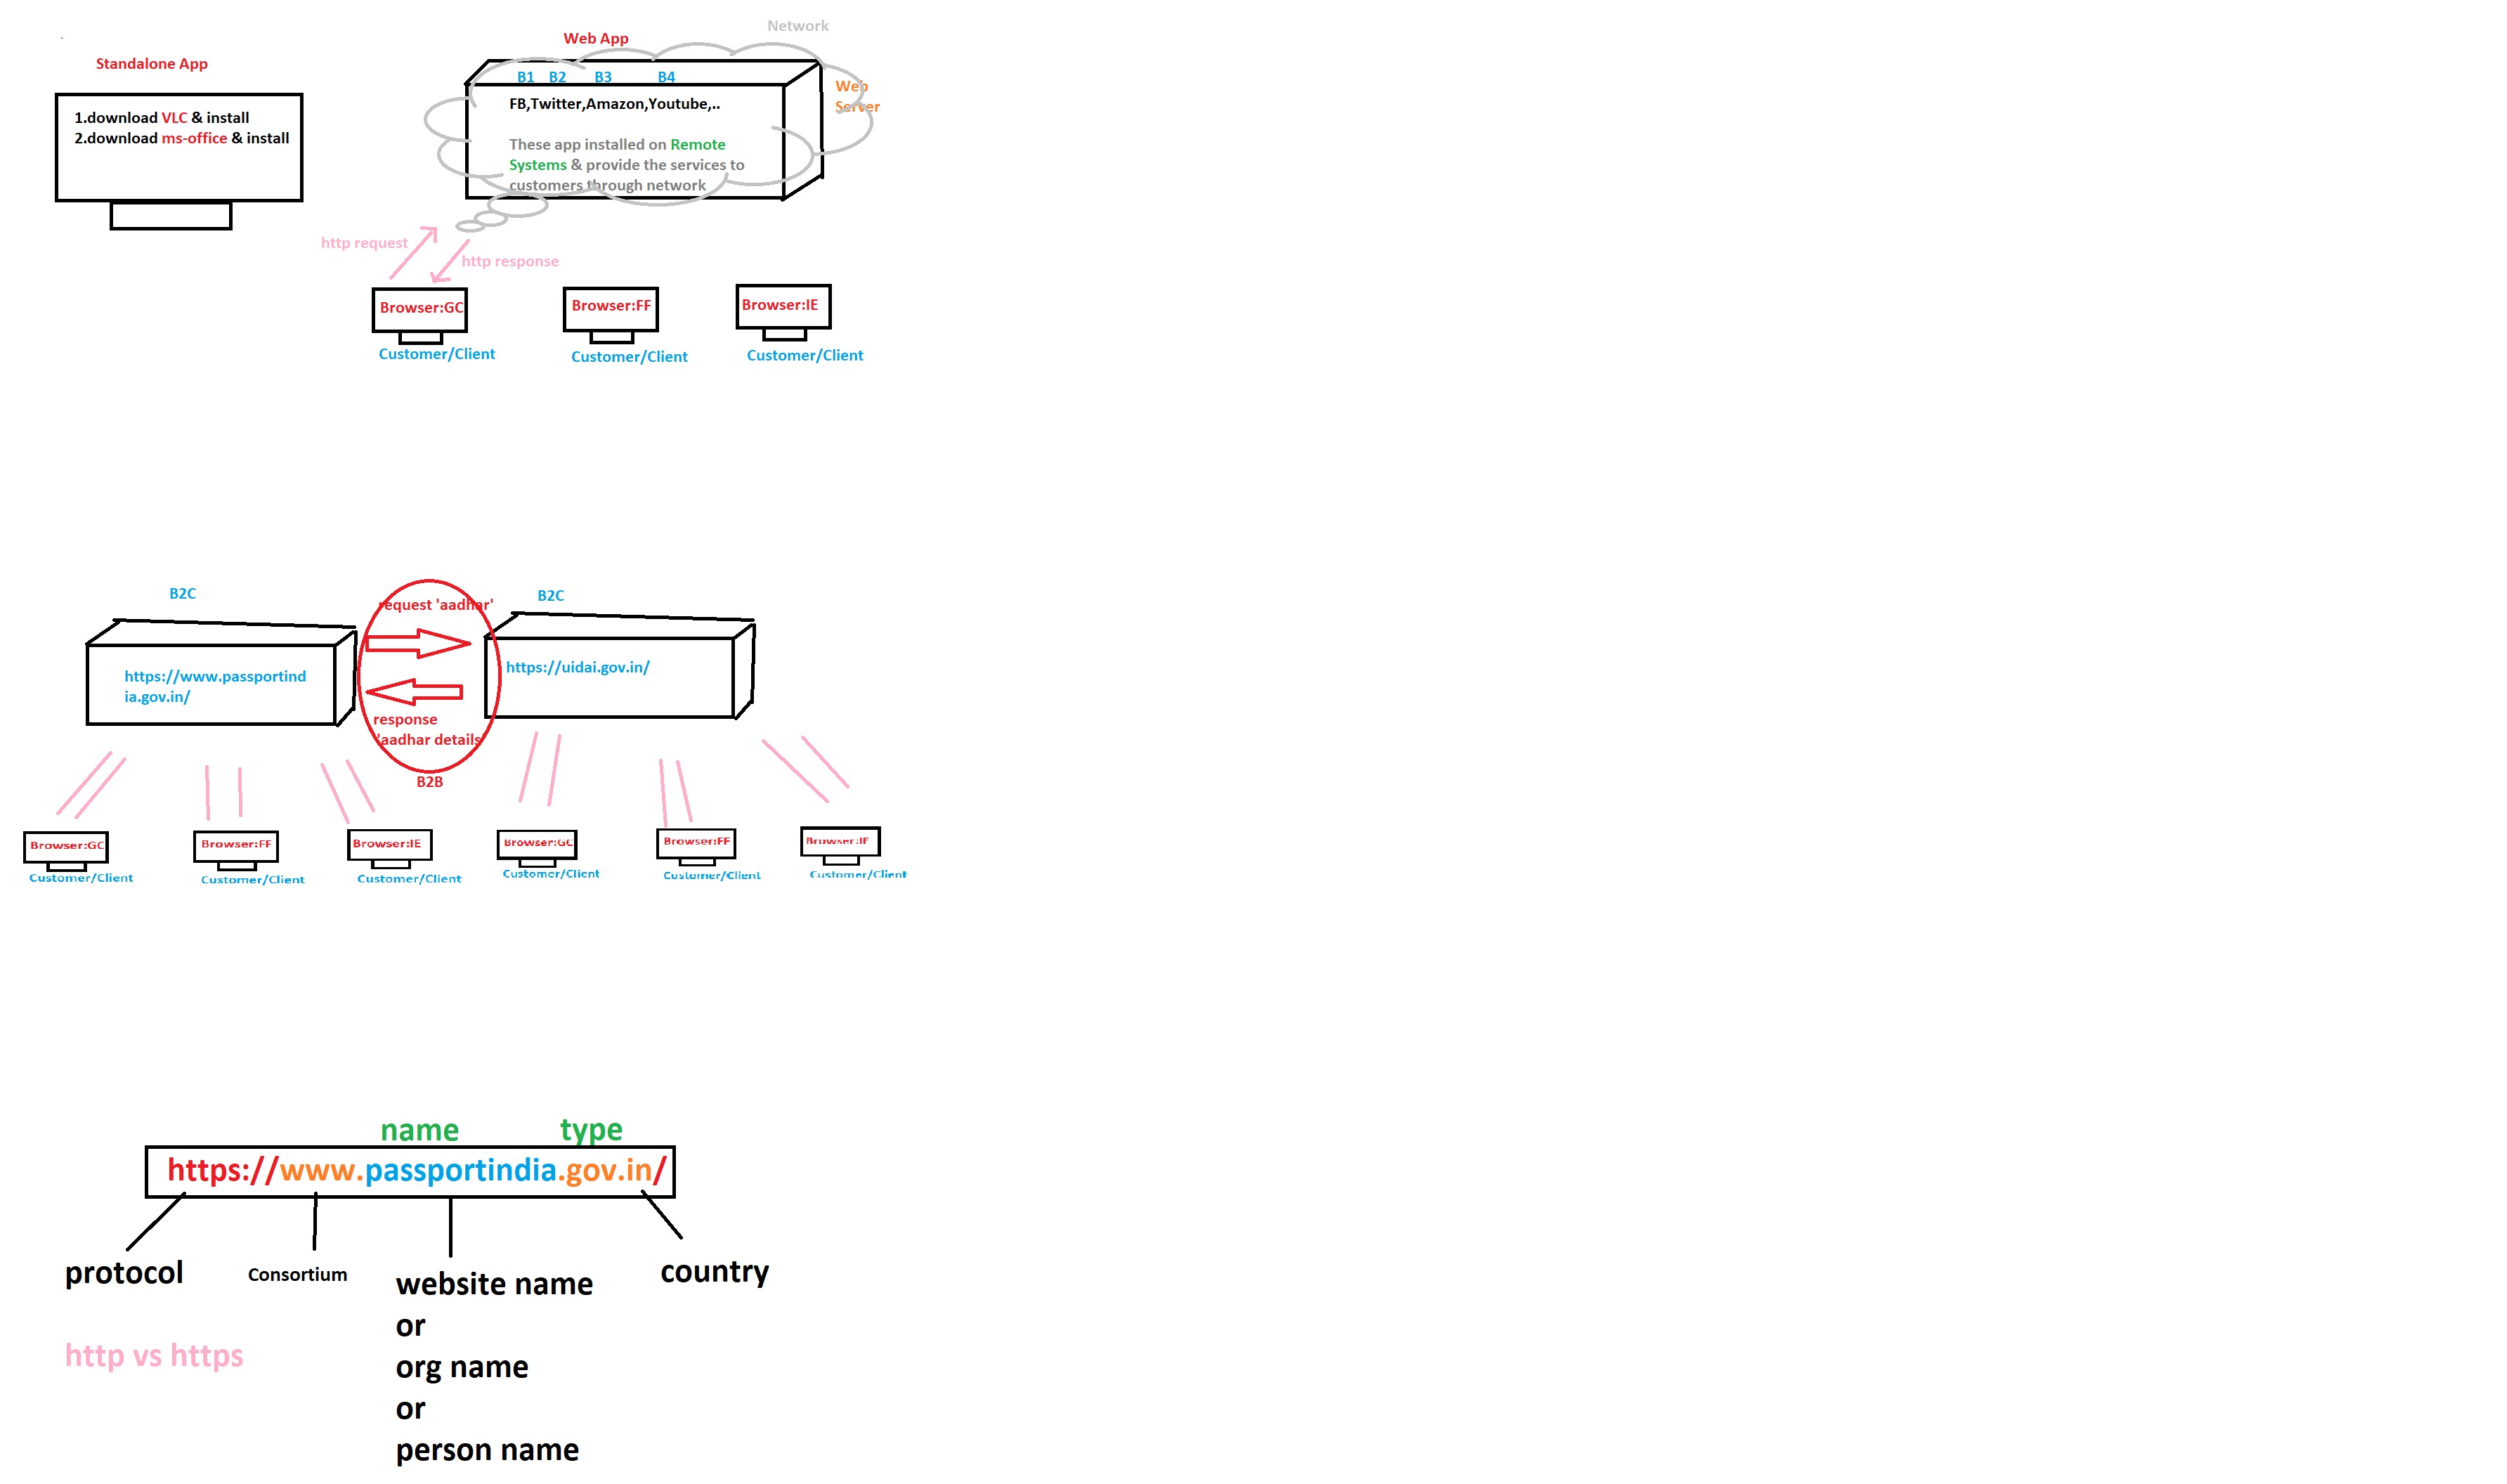 Network
Web App
Standalone App
B1 B2 B3 B4
Web
Server
FB,Twitter,Amazon,Youtube,..
1.download VLC & install
2.download ms-office & install
These app installed on Remote
Systems & provide the services to
customers through network
http request
http response
Browser:GC
Browser:FF
Browser:IE
Customer/Client
Customer/Client
Customer/Client
B2C
B2C
request 'aadhar'
https://www.passportind
ia.gov.in/
https://uidai.gov.in/
response
'aadhar details'
B2B
Browser:GC
Browser:FF
Browser:IE
Browser:GC
Browser:FF
Browser:IE
Customer/Client
Customer/Client
Customer/Client
Customer/Client
Customer/Client
Customer/Client
name type
https://www.passportindia.gov.in/
protocol
Consortium
website name
or
org name
or
person name
country
http vs https